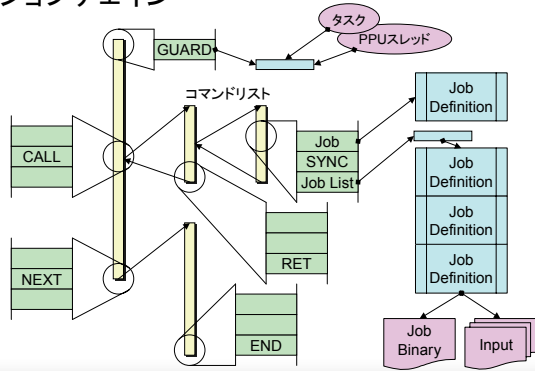 ション チェイン
タスク
PPUスレッド
GUARD
コマンドリスト
Job
Definition
CALL
Job
SYNC
Job List
Job
Definition
Job
Definition
Job
Definition
RET
NEXT
END
Job
Binary
Input